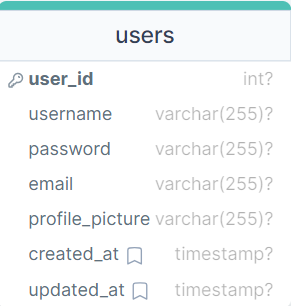 users
user_id int?
username varchar(255)?
password varchar(255)?
email varchar(255)?
profile_picture varchar(255)?
created_at timestamp?
updated_at timestamp?